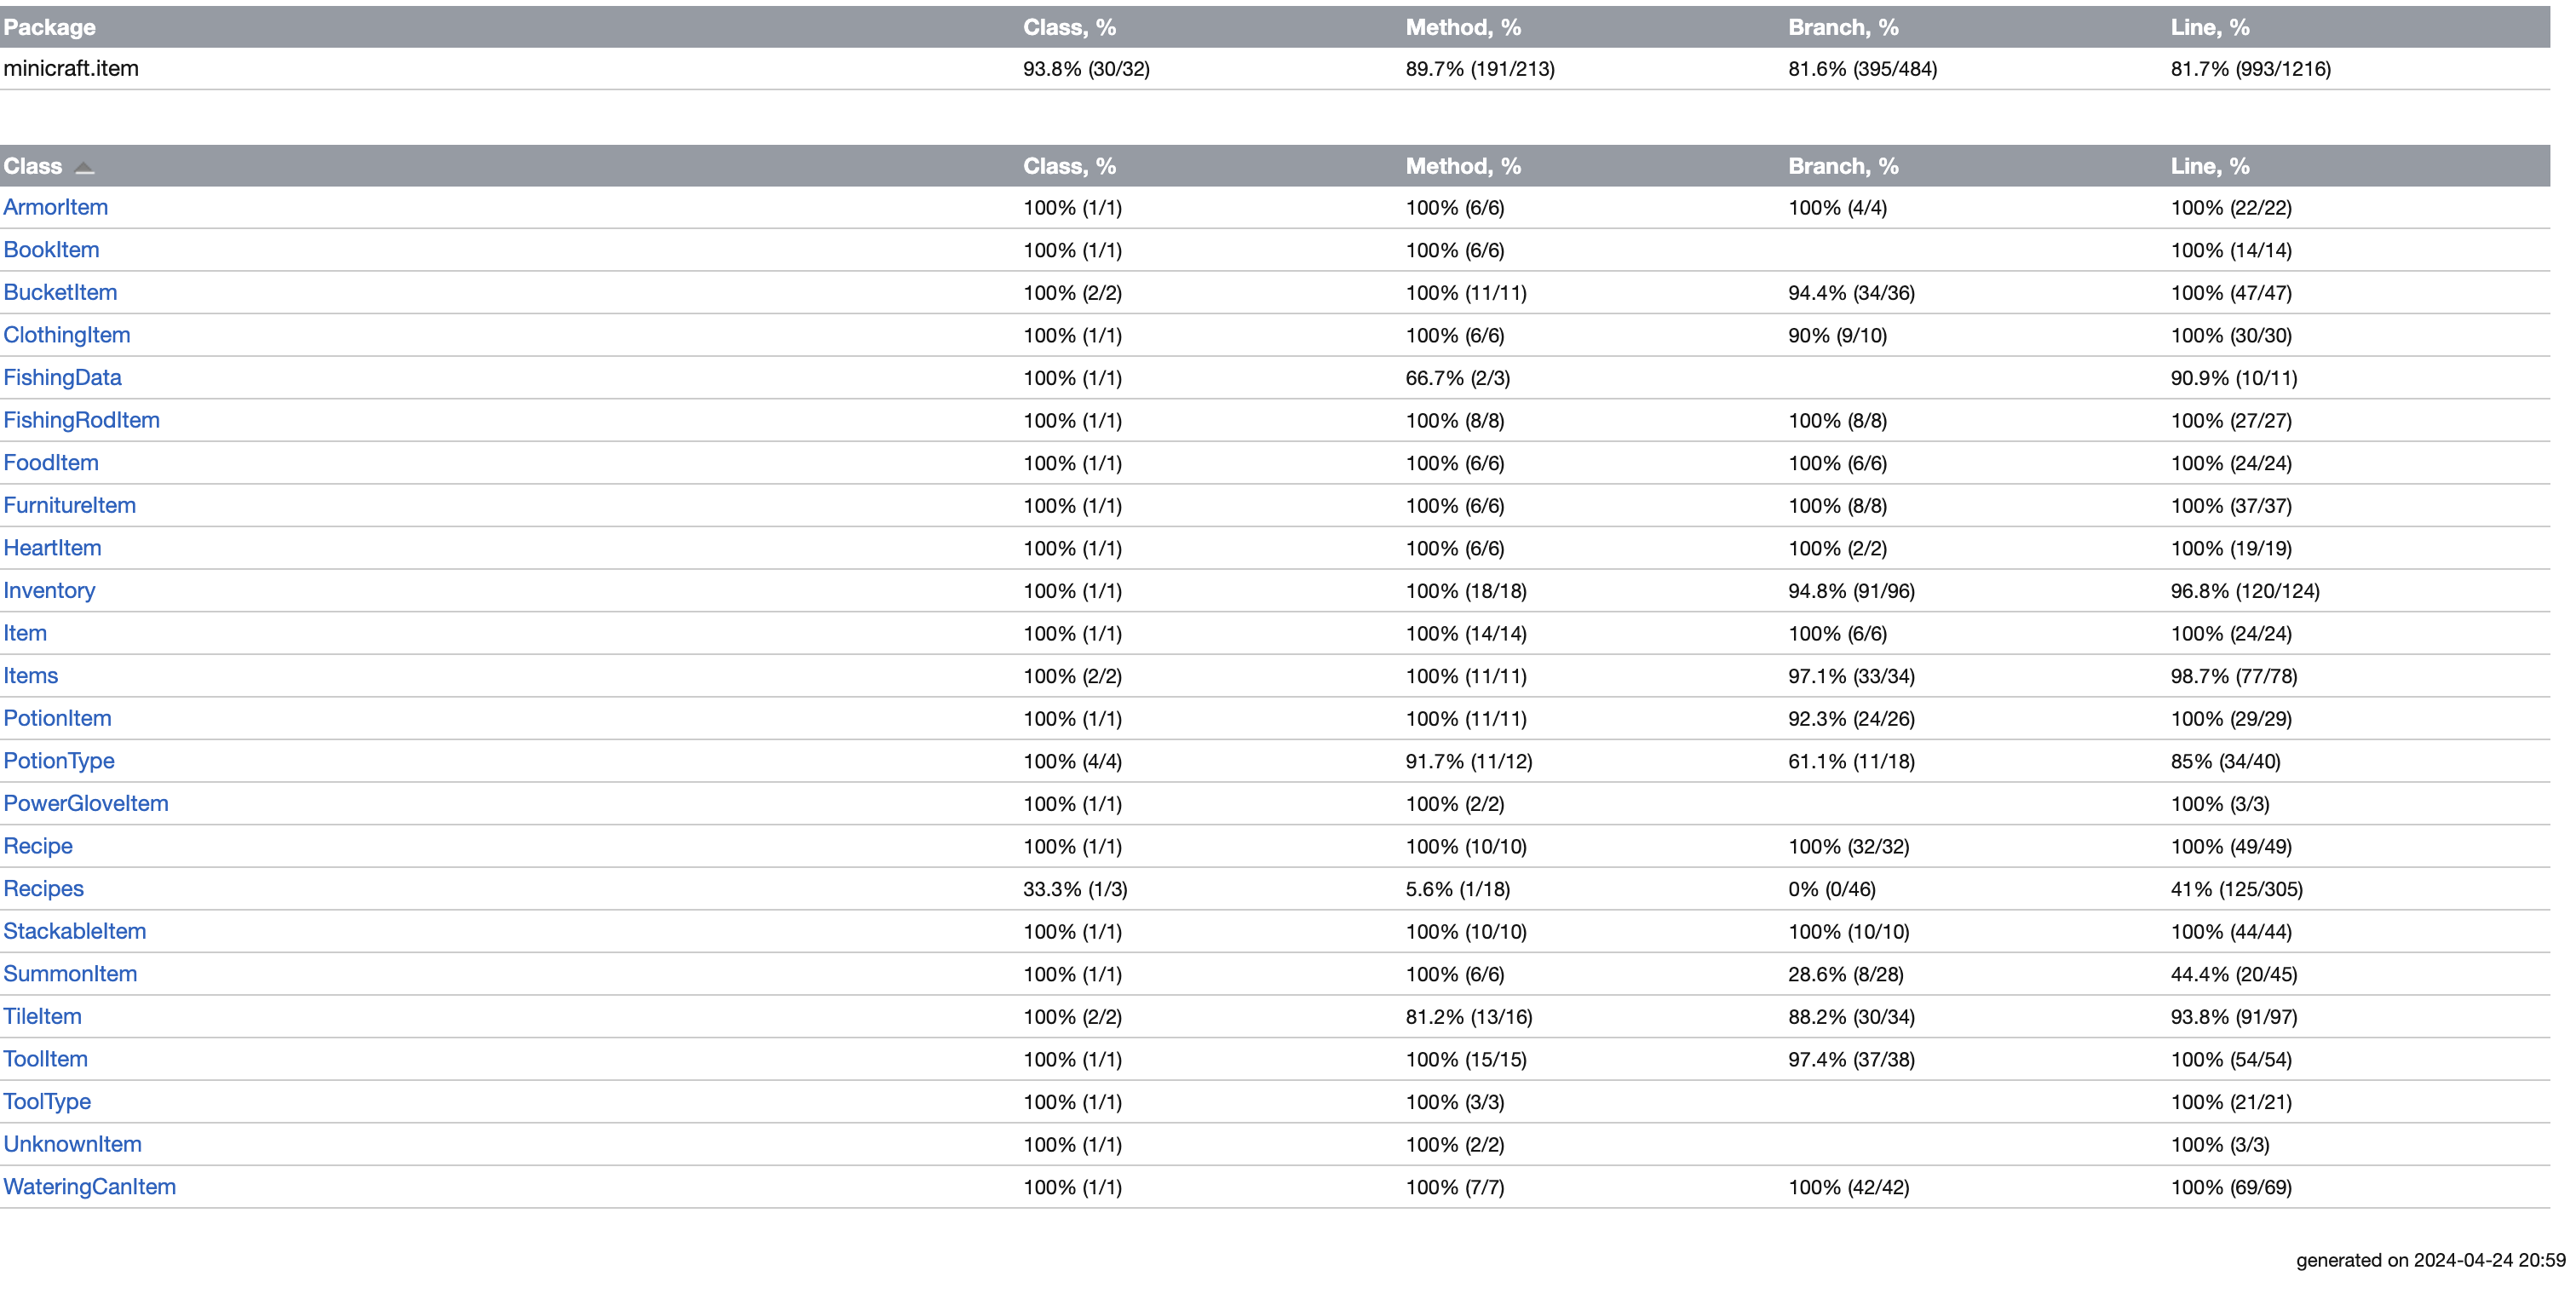 Package Class, % Method, % Branch, % Line, %
minicraft.item 93.8% (30/32) 89.7% (191/213) 81.6% (395/484) 81.7% (993/1216)
Class Class, % Method, % Branch, % Line, %
ArmorItem 100% (1/1) 100% (6/6) 100% (4/4) 100% (22/22)
BookItem 100% (1/1) 100% (6/6) 100% (14/14)
BucketItem 100% (2/2) 100% (11/11) 94.4% (34/36) 100% (47/47)
ClothingItem 100% (1/1) 100% (6/6) 90% (9/10) 100% (30/30)
FishingData 100% (1/1) 66.7% (2/3) 90.9% (10/11)
FishingRodItem 100% (1/1) 100% (8/8) 100% (8/8) 100% (27/27)
FoodItem 100% (1/1) 100% (6/6) 100% (6/6) 100% (24/24)
FurnitureItem 100% (1/1) 100% (6/6) 100% (8/8) 100% (37/37)
HeartItem 100% (1/1) 100% (6/6) 100% (2/2) 100% (19/19)
Inventory 100% (1/1) 100% (18/18) 94.8% (91/96) 96.8% (120/124)
Item 100% (1/1) 100% (14/14) 100% (6/6) 100% (24/24)
Items 100% (2/2) 100% (11/11) 97.1% (33/34) 98.7% (77/78)
PotionItem 100% (1/1) 100% (11/11) 92.3% (24/26) 100% (29/29)
PotionType 100% (4/4) 91.7% (11/12) 61.1% (11/18) 85% (34/40)
PowerGloveItem 100% (1/1) 100% (2/2) 100% (3/3)
Recipe 100% (1/1) 100% (10/10) 100% (32/32) 100% (49/49)
Recipes 33.3% (1/3) 5.6% (1/18) 0% (0/46) 41% (125/305)
StackableItem 100% (1/1) 100% (10/10) 100% (10/10) 100% (44/44)
SummonItem 100% (1/1) 100% (6/6) 28.6% (8/28) 44.4% (20/45)
TileItem 100% (2/2) 81.2% (13/16) 88.2% (30/34) 93.8% (91/97)
ToolItem 100% (1/1) 100% (15/15) 97.4% (37/38) 100% (54/54)
ToolType 100% (1/1) 100% (3/3) 100% (21/21)
UnknownItem 100% (1/1) 100% (2/2) 100% (3/3)
WateringCanItem 100% (1/1) 100% (7/7) 100% (42/42) 100% (69/69)
generated on 2024-04-24 20:59